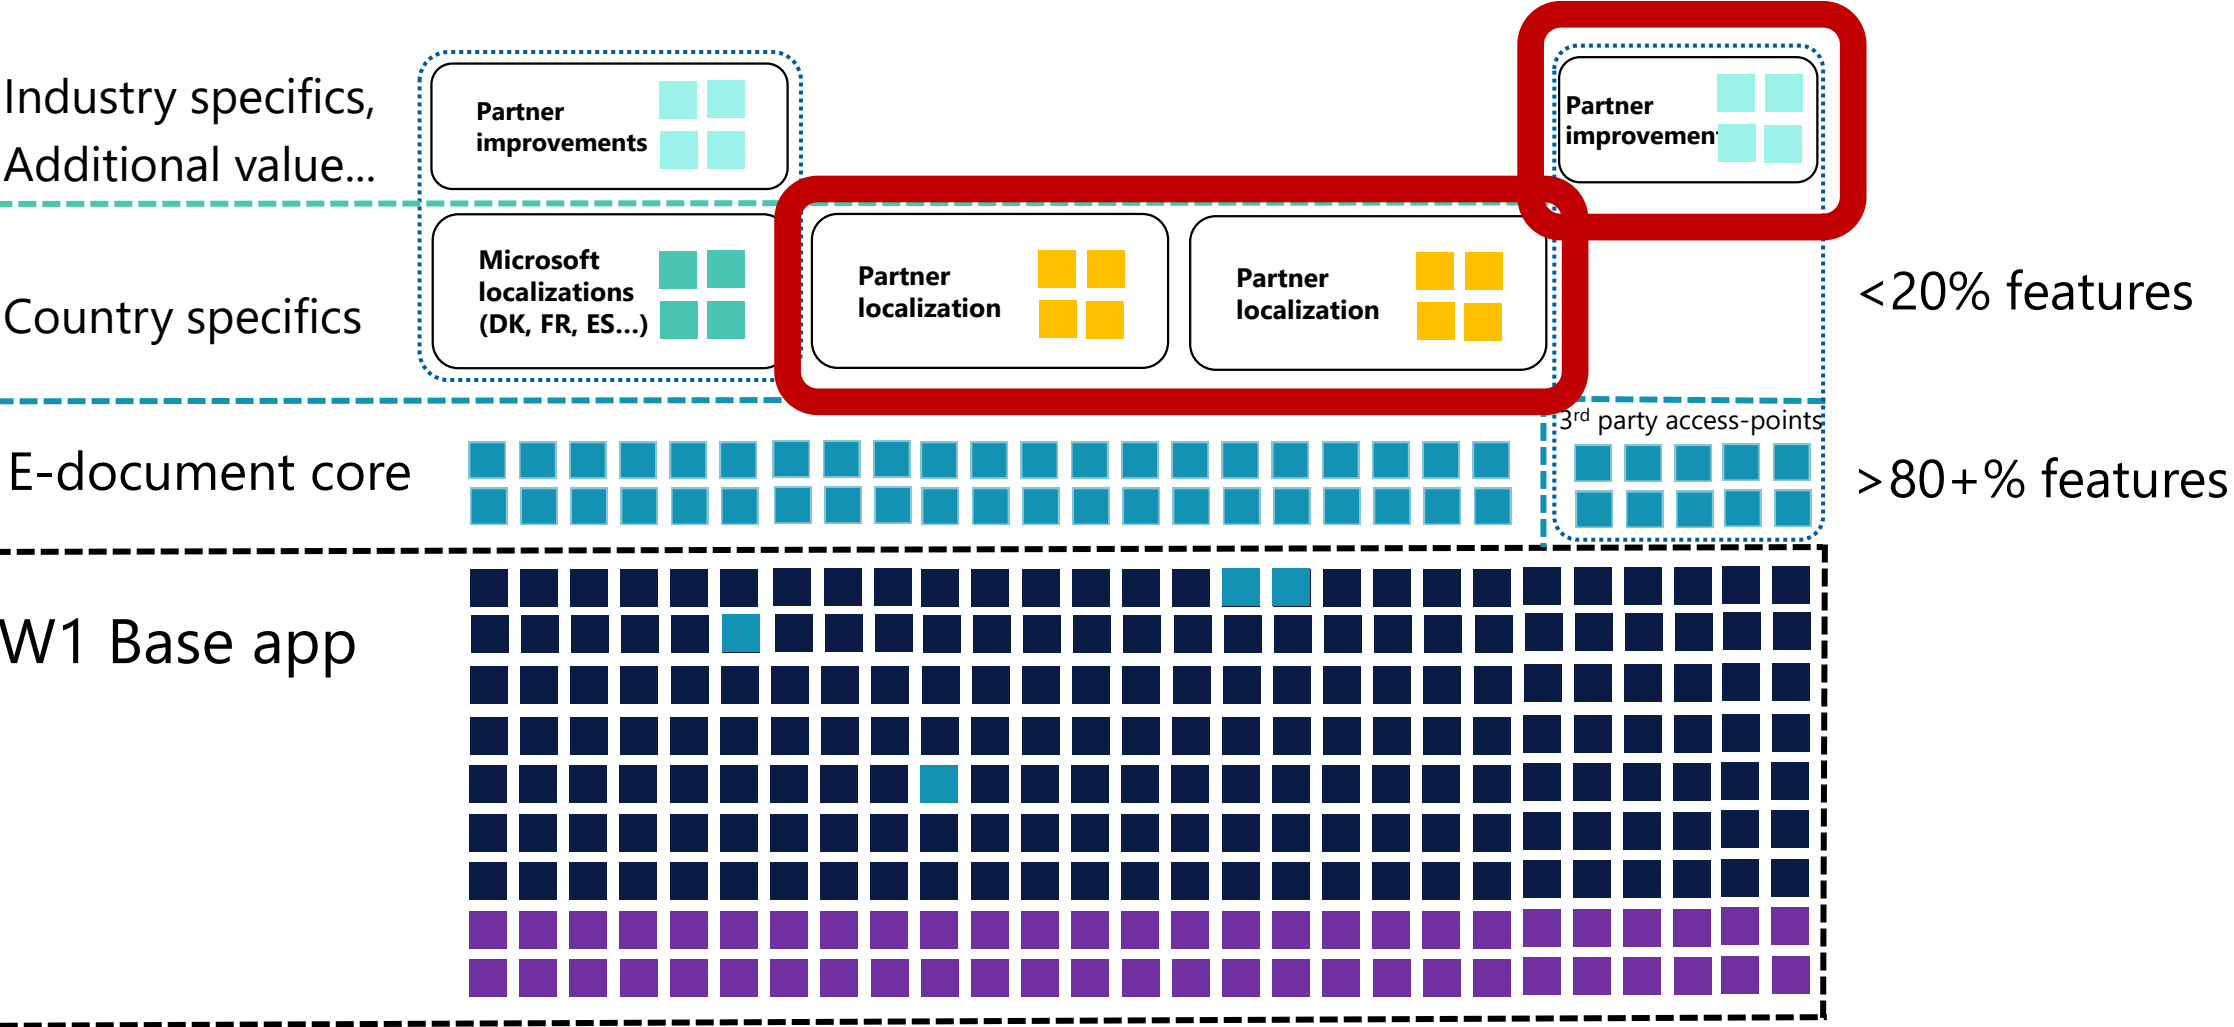 Industry specifics,
Additional value...
Partner
improvements
Partner
improvement
Country specifics
Microsoft
localizations
(DK, FR, ES...)
Partner
localization
Partner
localization
<20% features
3rd party access-points
E-document core
>80+% features
W1 Base app